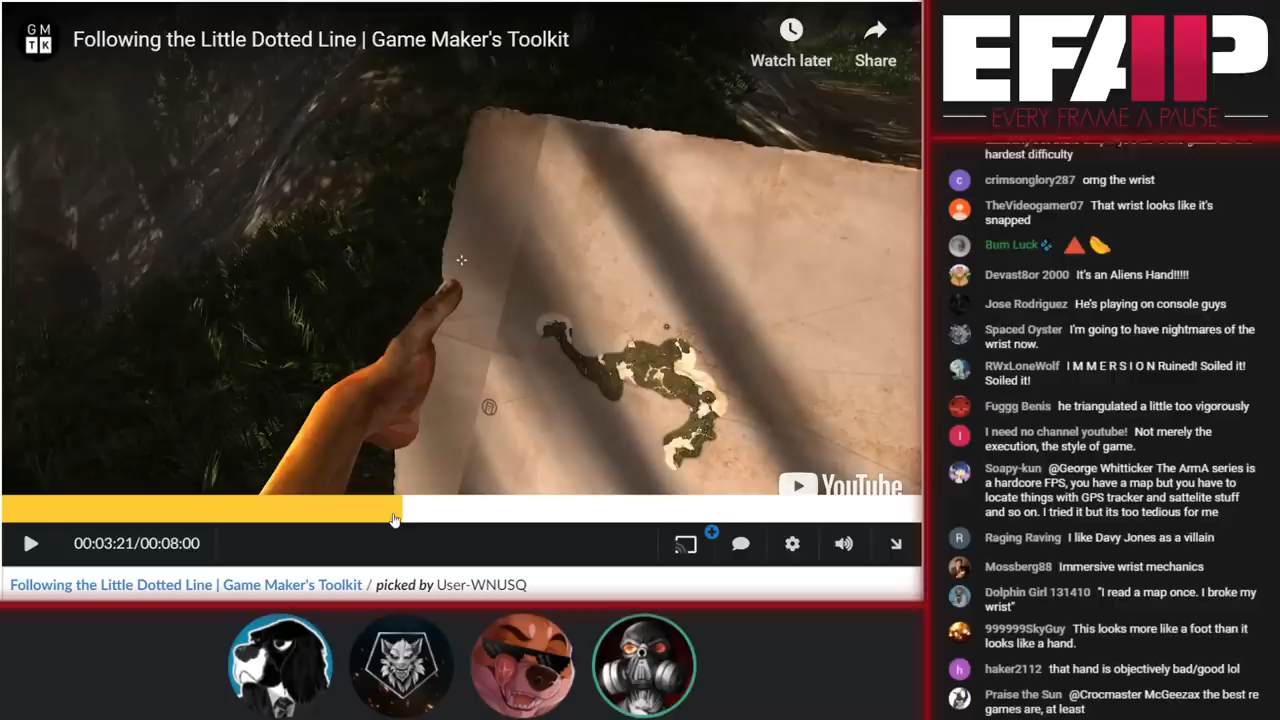 GM
TK
Following the Little Dotted Line | Game Maker's Toolkit
Watch later
Share
YouTube
00:03:21/00:08:00
Following the Little Dotted Line | Game Maker's Toolkit / picked by User-WNUSQ
EFAP
EVERY FRAME A PAUSE
hardest difficulty
crimsonglory287 omg the wrist
TheVideogamer07 That wrist looks like it's
snapped
Bum Luck
Devast8or 2000 It's an Aliens Hand!!!!!
Jose Rodriguez He's playing on console guys
Spaced Oyster I'm going to have nightmares of the
wrist now.
RWxLoneWolf I M M E R S I O N Ruined! Soiled it!
Soiled it!
Fugg Benis he triangulated a little too vigorously
I need no channel youtube! Not merely the
execution, the style of game.
Soapy-kun @George Whitticker The ArmA series is
a hardcore FPS, you have a map but you have to
locate things with GPS tracker and sattelite stuff
and so on. I tried it but its too tedious for me
Raging Raving I like Davy Jones as a villain
Mossberg88 Immersive wrist mechanics
Dolphin Girl 131410 "I read a map once. I broke my
wrist"
999999SkyGuy This looks more like a foot than it
looks like a hand.
haker2112 that hand is objectively bad/good lol
Praise the Sun @Crocmaster McGeezax the best re
games are, at least